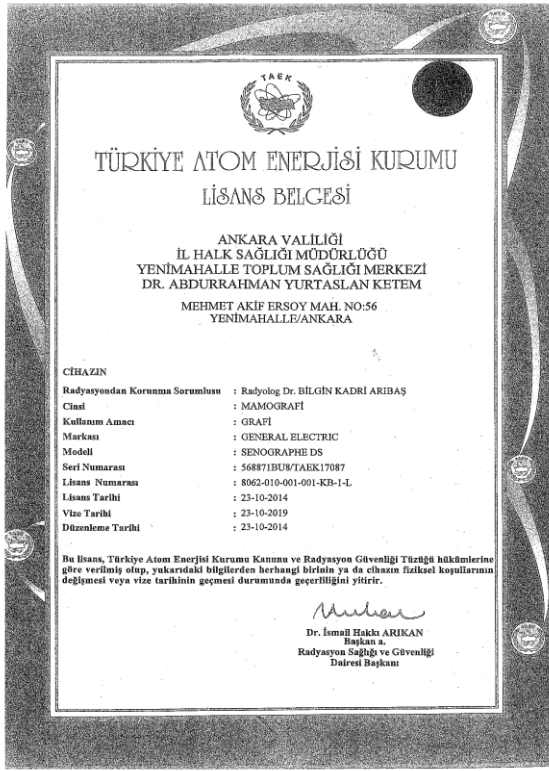 TAEK
TAEK
TÜRKİYE ATOM ENERJİSİ KURUMU
LİSANS BELGESİ
ANKARA VALİLİĞİ
İL HALK SAĞLIĞI MÜDÜRLÜĞÜ
YENİMAHALLE TOPLUM SAĞLIĞI MERKEZİ
DR. ABDURRAHMAN YURTASLAN KETEM
MEHMET AKİF ERSOY MAH. NO:56
YENİMAHALLE/ANKARA
CİHAZIN
Radyasyondan Korunma Sorumlusu : Radyolog Dr. BİLGİN KADRİ ARIBAŞ
Cinsi : MAMOGRAFİ
Kullanım Amacı : GRAFİ
Markası : GENERAL ELECTRIC
Modeli : SENOGRAPHE DS
Seri Numarası : 568871BU8/TAEK17087
Lisans Numarası : 8062-010-001-001-KB-1-L
Lisans Tarihi : 23-10-2014
Vize Tarihi : 23-10-2019
Düzenleme Tarihi : 23-10-2014
Bu lisans, Türkiye Atom Enerjisi Kurumu Kanunu ve Radyasyon Güvenliği Tüzüğü hükümlerine
göre verilmiş olup, yukarıdaki bilgilerden herhangi birinin ya da cihazın fiziksel koşullarının
değişmesi veya vize tarihinin geçmesi durumunda geçerliliğini yitirir.
Dr. İsmail Hakkı ARIKAN
Başkan a.
Radyasyon Sağlığı ve Güvenliği
Dairesi Başkanı